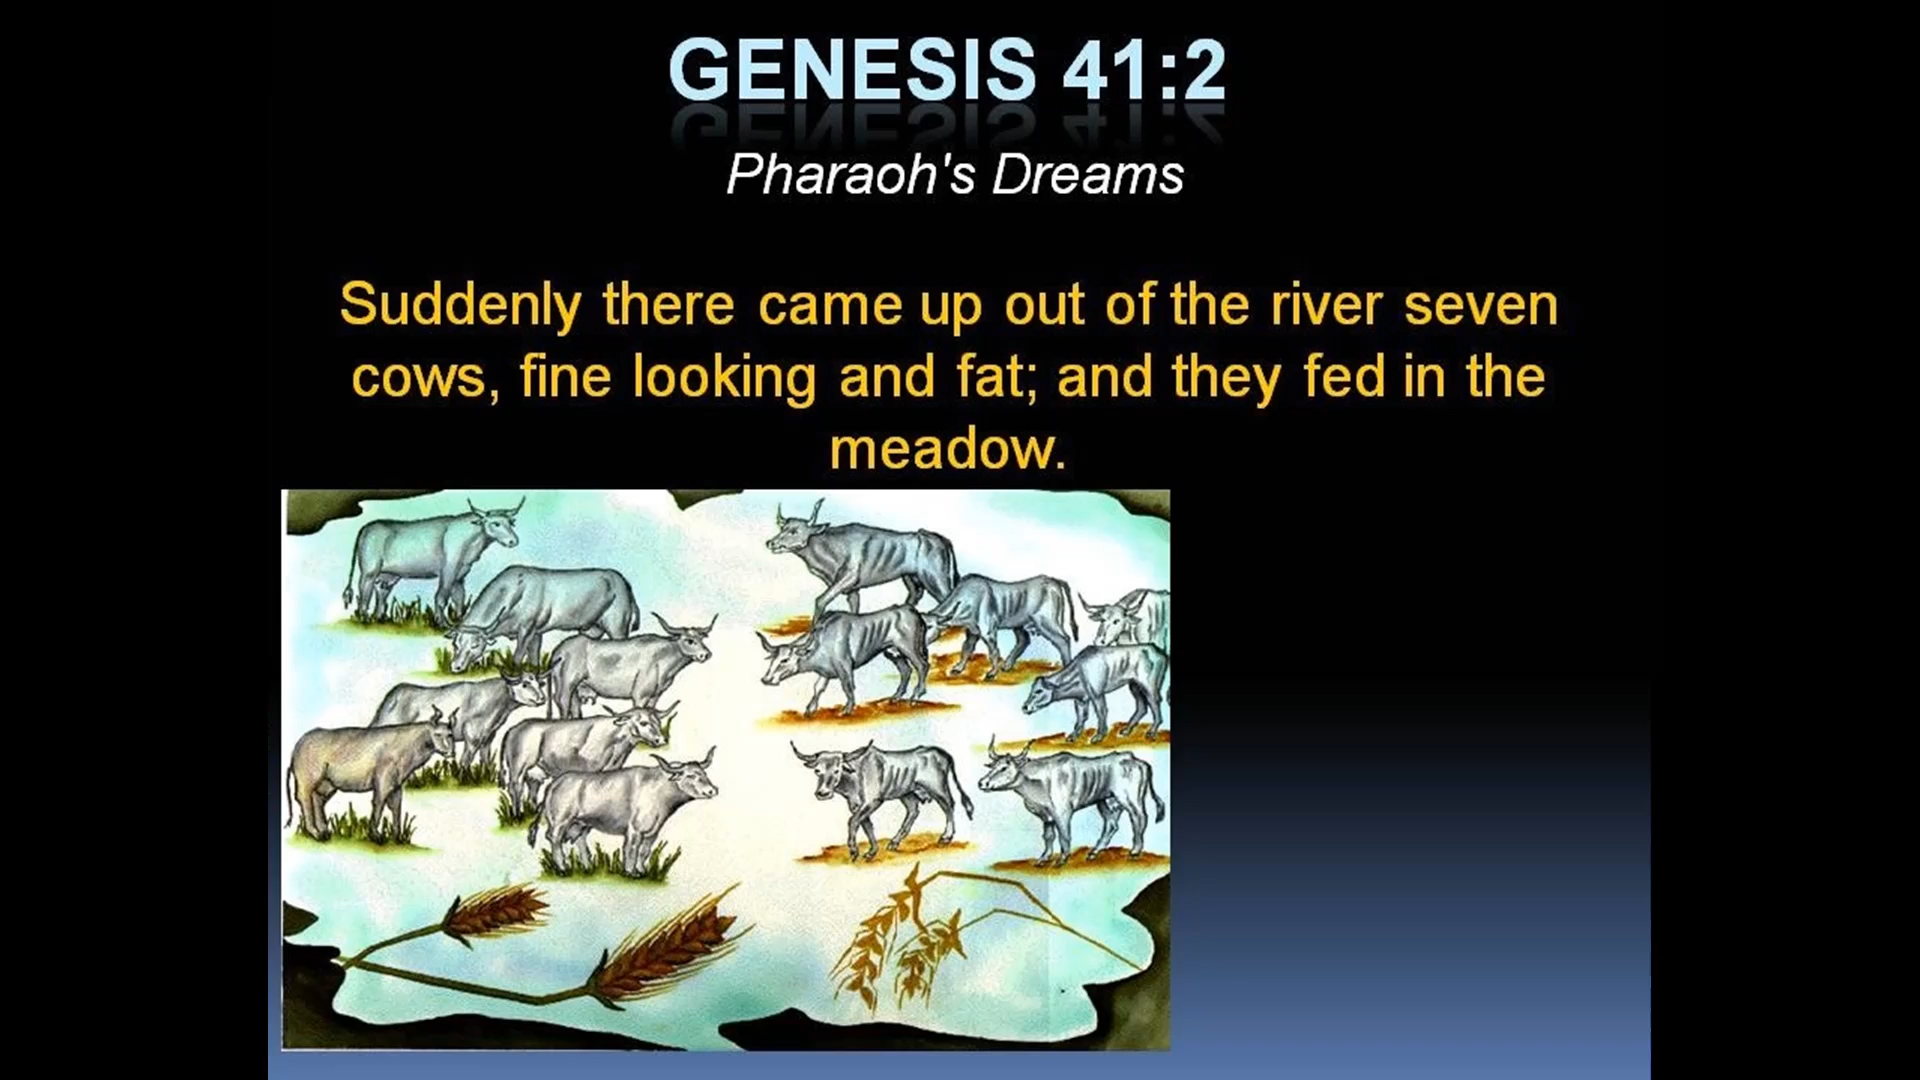 GENESIS 41:2
Pharaoh's Dreams
Suddenly there came up out of the river seven
cows, fine looking and fat; and they fed in the
meadow.